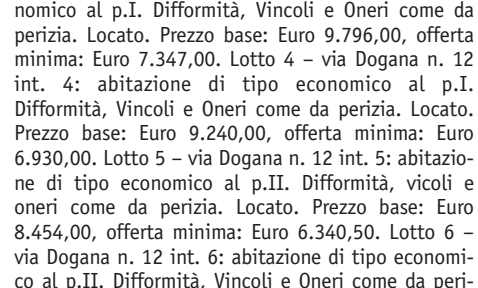 nomico al p.I. Difformità, Vincoli e Oneri come da
perizia. Locato. Prezzo base: Euro 9.796,00, offerta
minima: Euro 7.347,00. Lotto 4 – via Dogana n. 12
int. 4: abitazione di tipo economico al p.I.
Difformità, Vincoli e Oneri come da perizia. Locato.
Prezzo base: Euro 9.240,00, offerta minima: Euro
6.930,00. Lotto 5 – via Dogana n. 12 int. 5: abitazio-
ne di tipo economico al p.II. Difformità, vicoli e
oneri come da perizia. Locato. Prezzo base: Euro
8.454,00, offerta minima: Euro 6.340,50. Lotto 6 –
via Dogana n. 12 int. 6: abitazione di tipo economi-
co al p.II. Difformità, Vincoli e Oneri come da peri-